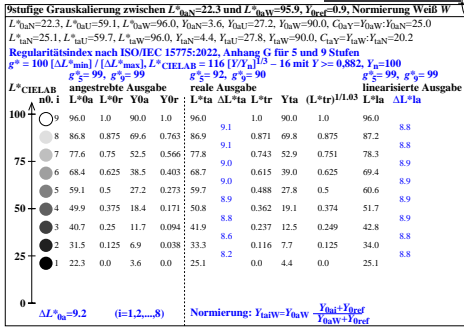 9stufige Grauskalierung zwischen L*0aN=22.3 und L*0aW=95.9, Y0ref=0.9, Normierung Weiß W
L*0aN=22.3, L*0aU=59.1, L*0aW=96.0, Y0aN=3.6, Y0aU=27.2, Y0aW=90.0, C0aY=Y0aW:Y0aN=25.0
L*taN=25.1, L*taU=59.7, L*taW=96.0, YtaN=4.4, YtaU=27.8, YtaW=90.0, CtaY=YtaW:YtaN=20.2
Regularitätsindex nach ISO/IEC 15775:2022, Anhang G für 5 und 9 Stufen
g* = 100 [ΔL*min] / [ΔL*max], L*CIELAB = 116 [Y/Yn]1/3 - 16 mit Y >= 0,882, Yn=100
g*5= 99, g*9= 99 g*5= 92, g*9= 90 g*5= 99, g*9= 99
L*CIELAB angestrebte Ausgabe reale Ausgabe linearisierte Ausgabe
n0. i L*0a L*0r Y0a Y0r L*ta ΔL*ta L*tr Yta (L*tr)1/1.03 L*la ΔL*la
9 96.0 1.0 90.0 1.0 96.0 1.0 90.0 1.0 96.0
9.1 8.8
100
8 86.8 0.875 69.6 0.763 86.9 0.871 69.8 0.875 87.2
9.1 8.8
7 77.6 0.75 52.5 0.566 77.8 0.743 52.9 0.751 78.3
9.0 8.9
75
6 68.4 0.625 38.5 0.403 68.7 0.615 39.0 0.625 69.4
9.0 8.9
5 59.1 0.5 27.2 0.273 59.7 0.488 27.8 0.5 60.6
8.9 8.9
50
4 49.9 0.375 18.4 0.171 50.8 0.362 19.1 0.374 51.7
8.8 8.9
3 40.7 0.25 11.7 0.094 41.9 0.237 12.5 0.249 42.8
8.6 8.8
2 31.5 0.125 6.9 0.038 33.3 0.116 7.7 0.125 34.0
8.2 8.8
25
1 22.3 0.0 3.6 0.0 25.1 0.0 4.4 0.0 25.1
0
ΔL*0a=9.2 (i=1,2,...,8) Normierung: YtaiW=Y0aW Y0ai+Y0ref
Y0aW+Y0ref